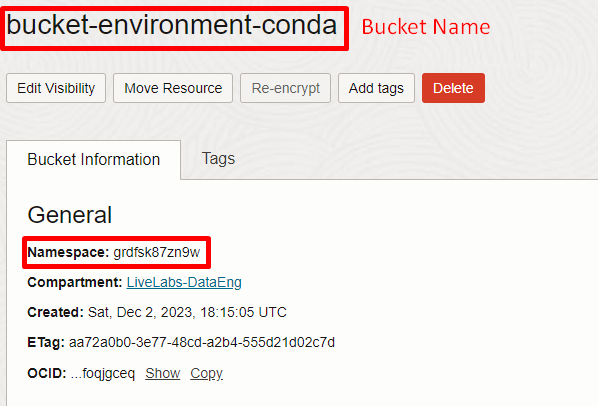 bucket-environment-conda Bucket Name
Edit Visibility Move Resource Re-encrypt Add tags Delete
Bucket Information Tags
General
Namespace: grdfsk87zn9w
Compartment: LiveLabs-DataEng
Created: Sat, Dec 2, 2023, 18:15:05 UTC
ETag: aa72a0b0-3e77-48cd-a2b4-555d21d02c7d
OCID: ...foqjgceq Show Copy